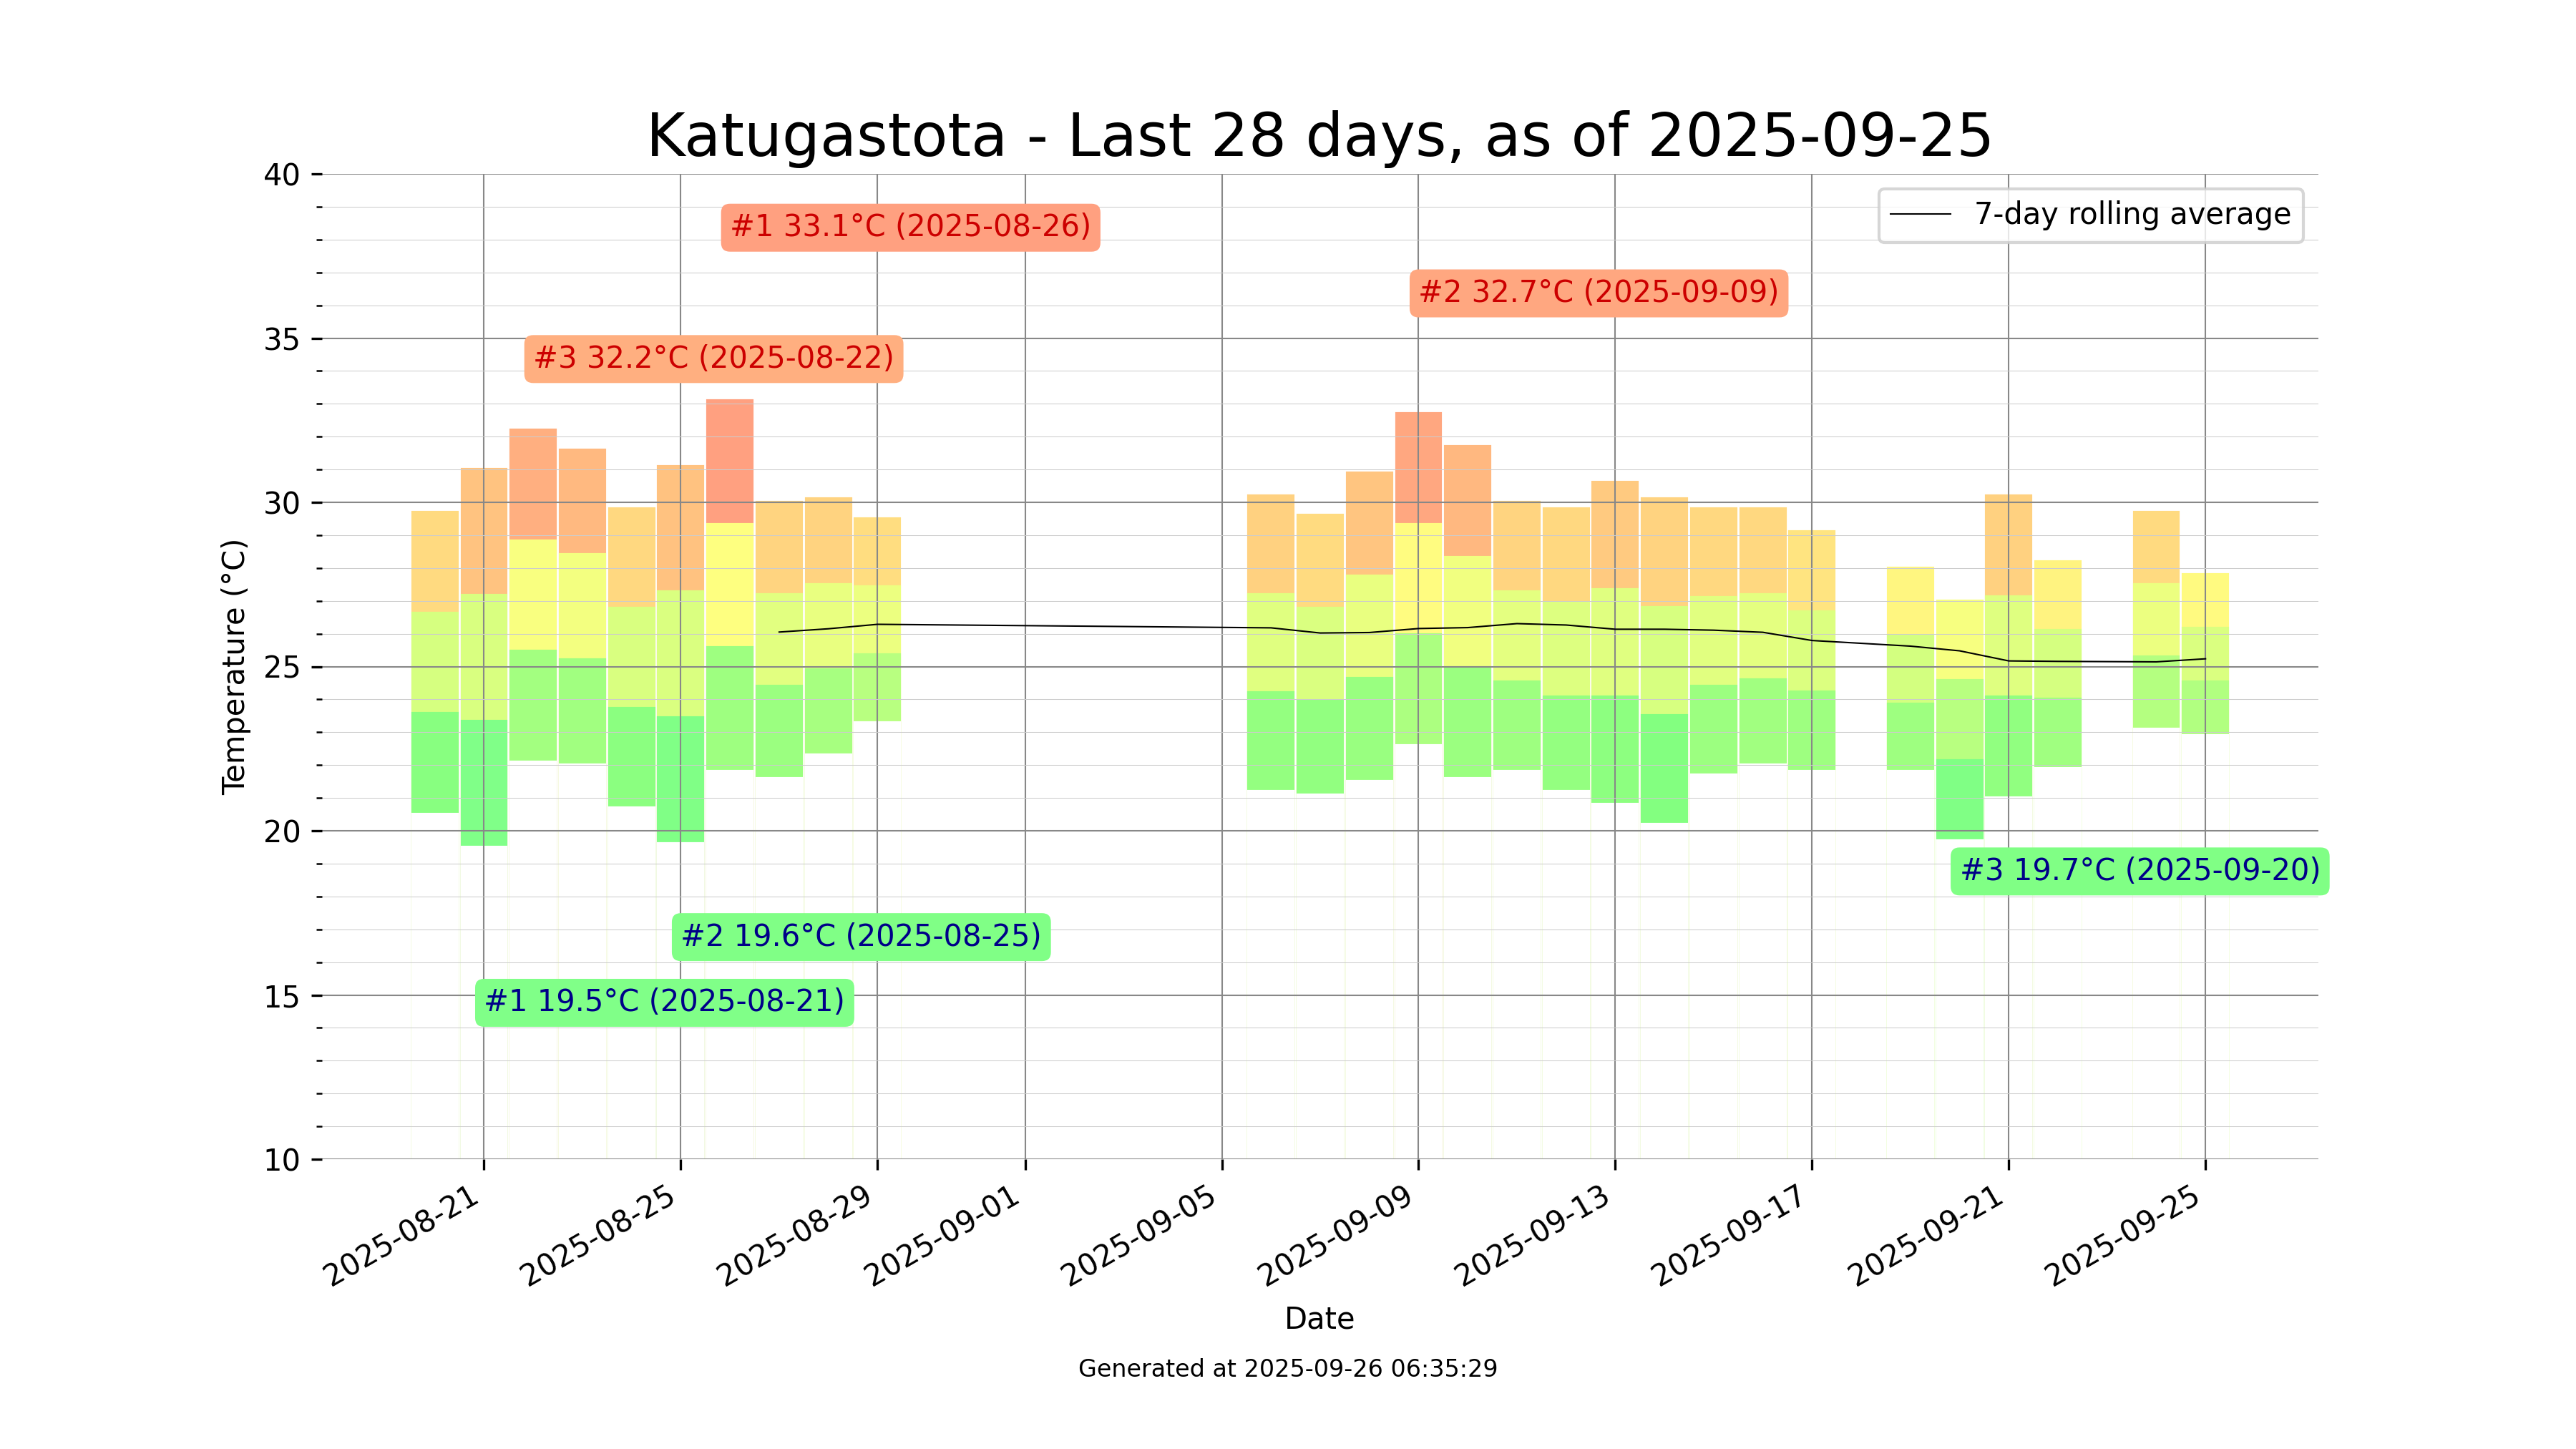 Katugastota - Last 28 days, as of 2025-09-25
7-day rolling average
#1 33.1°C (2025-08-26)
#2 32.7°C (2025-09-09)
#3 32.2°C (2025-08-22)
#3 19.7°C (2025-09-20)
#2 19.6°C (2025-08-25)
#1 19.5°C (2025-08-21)
Temperature (°C)
40
35
30
25
20
15
10
2025-08-21
2025-08-25
2025-08-29
2025-09-01
2025-09-05
2025-09-09
2025-09-13
2025-09-17
2025-09-21
2025-09-25
Date
Generated at 2025-09-26 06:35:29